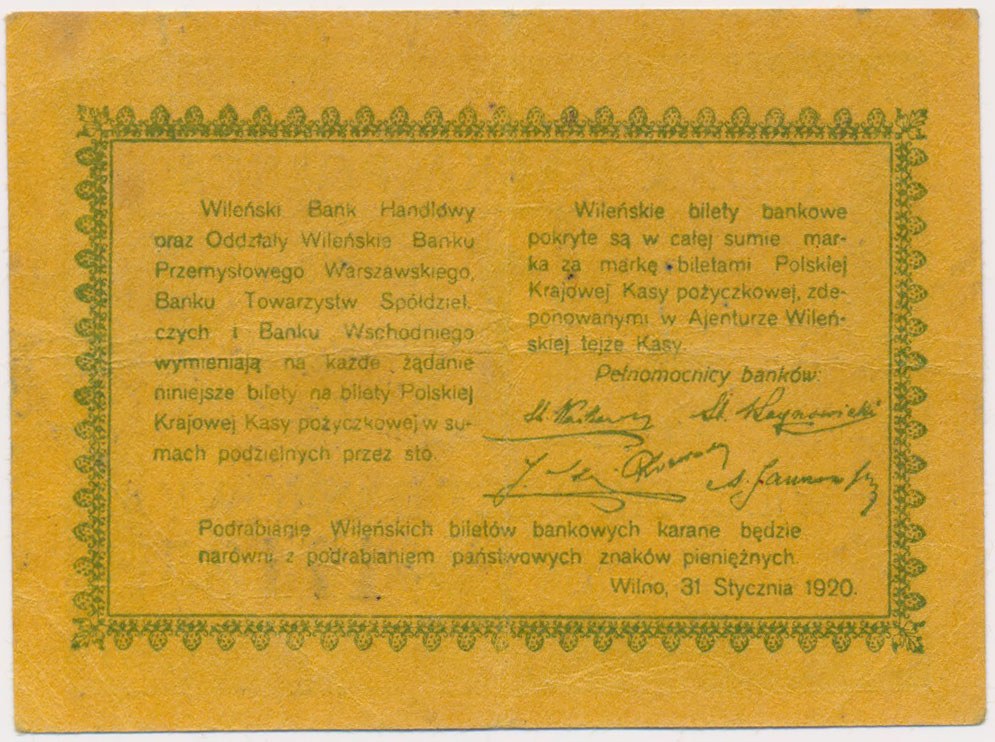 Wileński Bank Handlówy
oraz Oddziały Wileńskie Banku
Przemysłowego Warszawskiego,
Banku Towarzystw Spółdziel.
czych i Banku Wschodniego
wymieniają na każde żądanie
niniejsze bilety na bilety Polskiej
Krajowej Kasy pożyczkowej w su-
mach podzielnych przez sto.
Wileńskie bilety bankowe
pokryte są w całej sumie mar-
ka za markę biletami Polskiej
Krajowej Kasy pożyczkowej, zde-
ponowanymi w Ajenturze Wileń-
skiej tejże Kasy.
Pełnomocnicy banków:
Podrabianie Wileńskich biletów bankowych karane będzie
narówni z podrabianiem państwowych znaków pieniężnych.
Wilno, 31 Stycznia 1920.